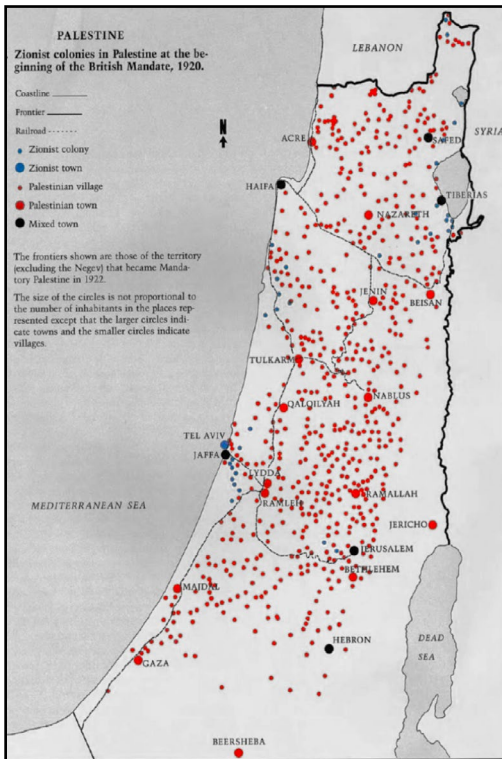 PALESTINE
Zionist colonies in Palestine at the be-
ginning of the British Mandate, 1920.
Coastline
Frontier
Railroad
Zionist colony
Zionist town
Palestinian village
Palestinian town
Mixed town
The frontiers shown are those of the territory
(excluding the Negev) that became Manda-
tory Palestine in 1922.
The size of the circles is not proportional to
the number of inhabitants in the places rep-
resented except that the larger circles indi-
cate towns and the smaller circles indicate
villages.
N
LEBANON
SYRIA
ACRE
SAFED
HAIFA
TIBERIAS
NAZARETH
JENIN
BEISAN
TULKARM
NABLUS
QALQILYAH
TEL AVIV
JAFFA
LYDDA
RAMLEH
RAMALLAH
MEDITERRANEAN SEA
JERICHO
JERUSALEM
BETHLEHEM
MAJDAL
HEBRON
DEAD
SEA
GAZA
BEERSHEBA